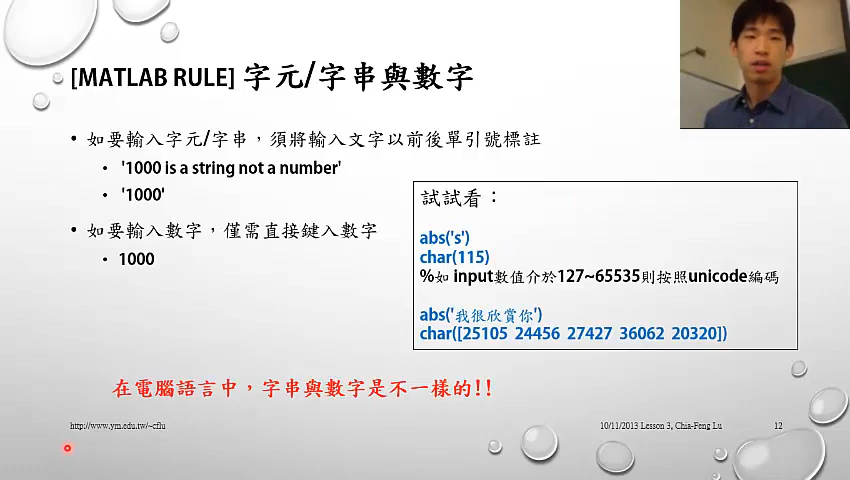 [MATLAB RULE] 字元/字串與數字
• 如要輸入字元/字串，須將輸入文字以前後單引號標註
• '1000 is a string not a number'
• '1000'
• 如要輸入數字，僅需直接鍵入數字
• 1000
試試看：
abs('s')
char(115)
%如 input數值介於127~65535則按照unicode編碼
abs('我很欣賞你')
char([25105 24456 27427 36062 20320])
在電腦語言中，字串與數字是不一樣的!!
http://www.ym.edu.tw/~cflu
10/11/2013 Lesson 3, Chia-Feng Lu
12